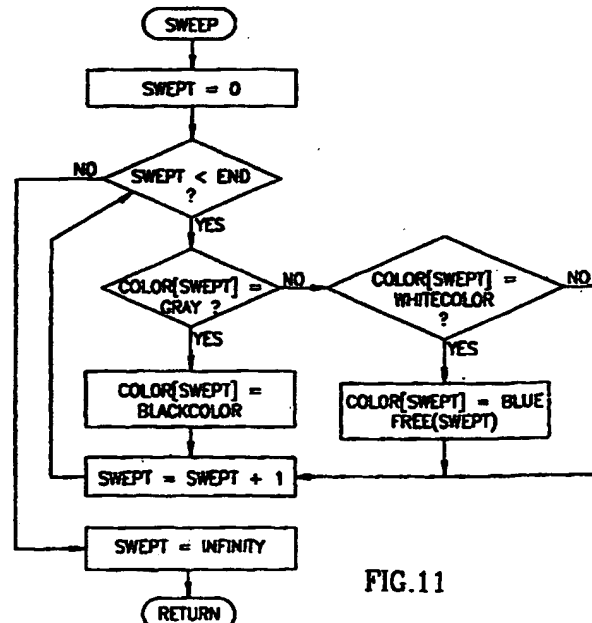 SWEEP
SWEPT = 0
SWEPT < END
?
NO
YES
COLOR[SWEPT] =
GRAY ?
NO
YES
COLOR[SWEPT] =
WHITECOLOR
?
NO
YES
COLOR[SWEPT] =
BLACKCOLOR
COLOR[SWEPT] = BLUE
FREE(SWEPT)
SWEPT = SWEPT + 1
SWEPT = INFINITY
RETURN
FIG.11